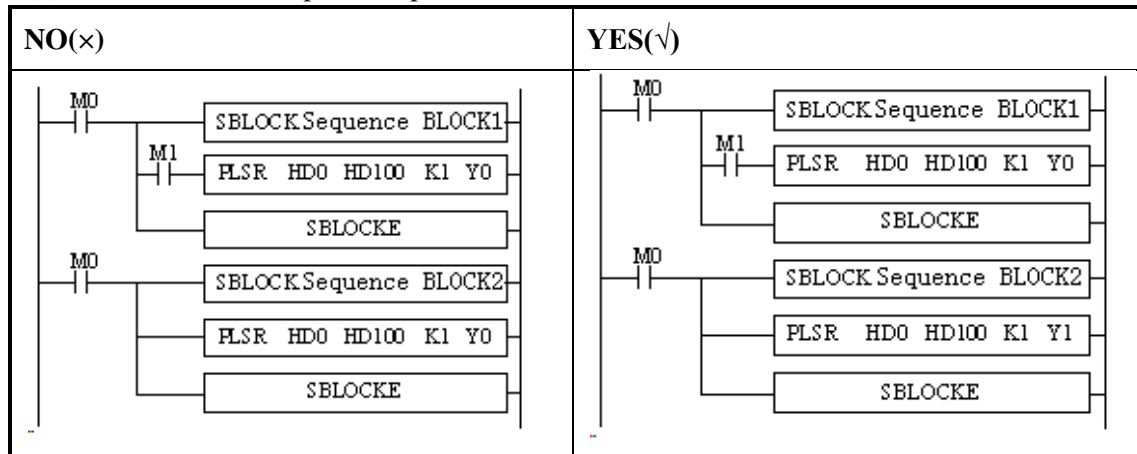 NO(×)
YES(√)
M0
SBLOCK Sequence BLOCK1
M1
PLSR HD0 HD100 K1 Y0
SBLOCKE
M0
SBLOCK Sequence BLOCK2
PLSR HD0 HD100 K1 Y0
SBLOCKE
M0
SBLOCK Sequence BLOCK1
M1
PLSR HD0 HD100 K1 Y0
SBLOCKE
M0
SBLOCK Sequence BLOCK2
PLSR HD0 HD100 K1 Y1
SBLOCKE